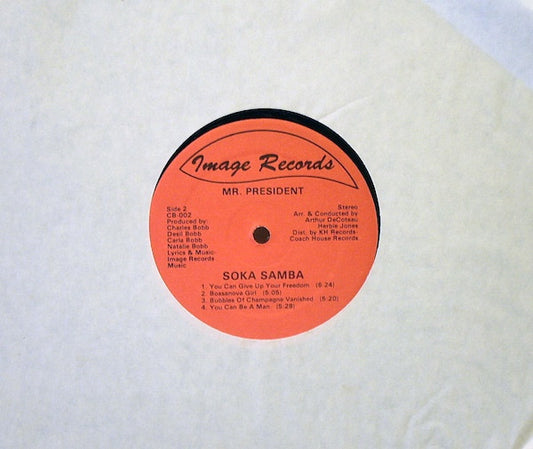 Image Records
MR. PRESIDENT
Side 2
CB-002
Produced by:
Charles Bobb
Desil Bobb
Carla Bobb
Natalie Bobb
Lyrics & Music-
Image Records
Music
Stereo
Arr. & Conducted by
Arthur DeCoteau
Herbie Jones
Dist. by KH Records
Coach House Records
SOKA SAMBA
1. You Can Give Up Your Freedom (5:24)
2. Bossanova Girl (5:05)
3. Bubbles Of Champagne Vanished (5:20)
4. You Can Be A Man (5:28)